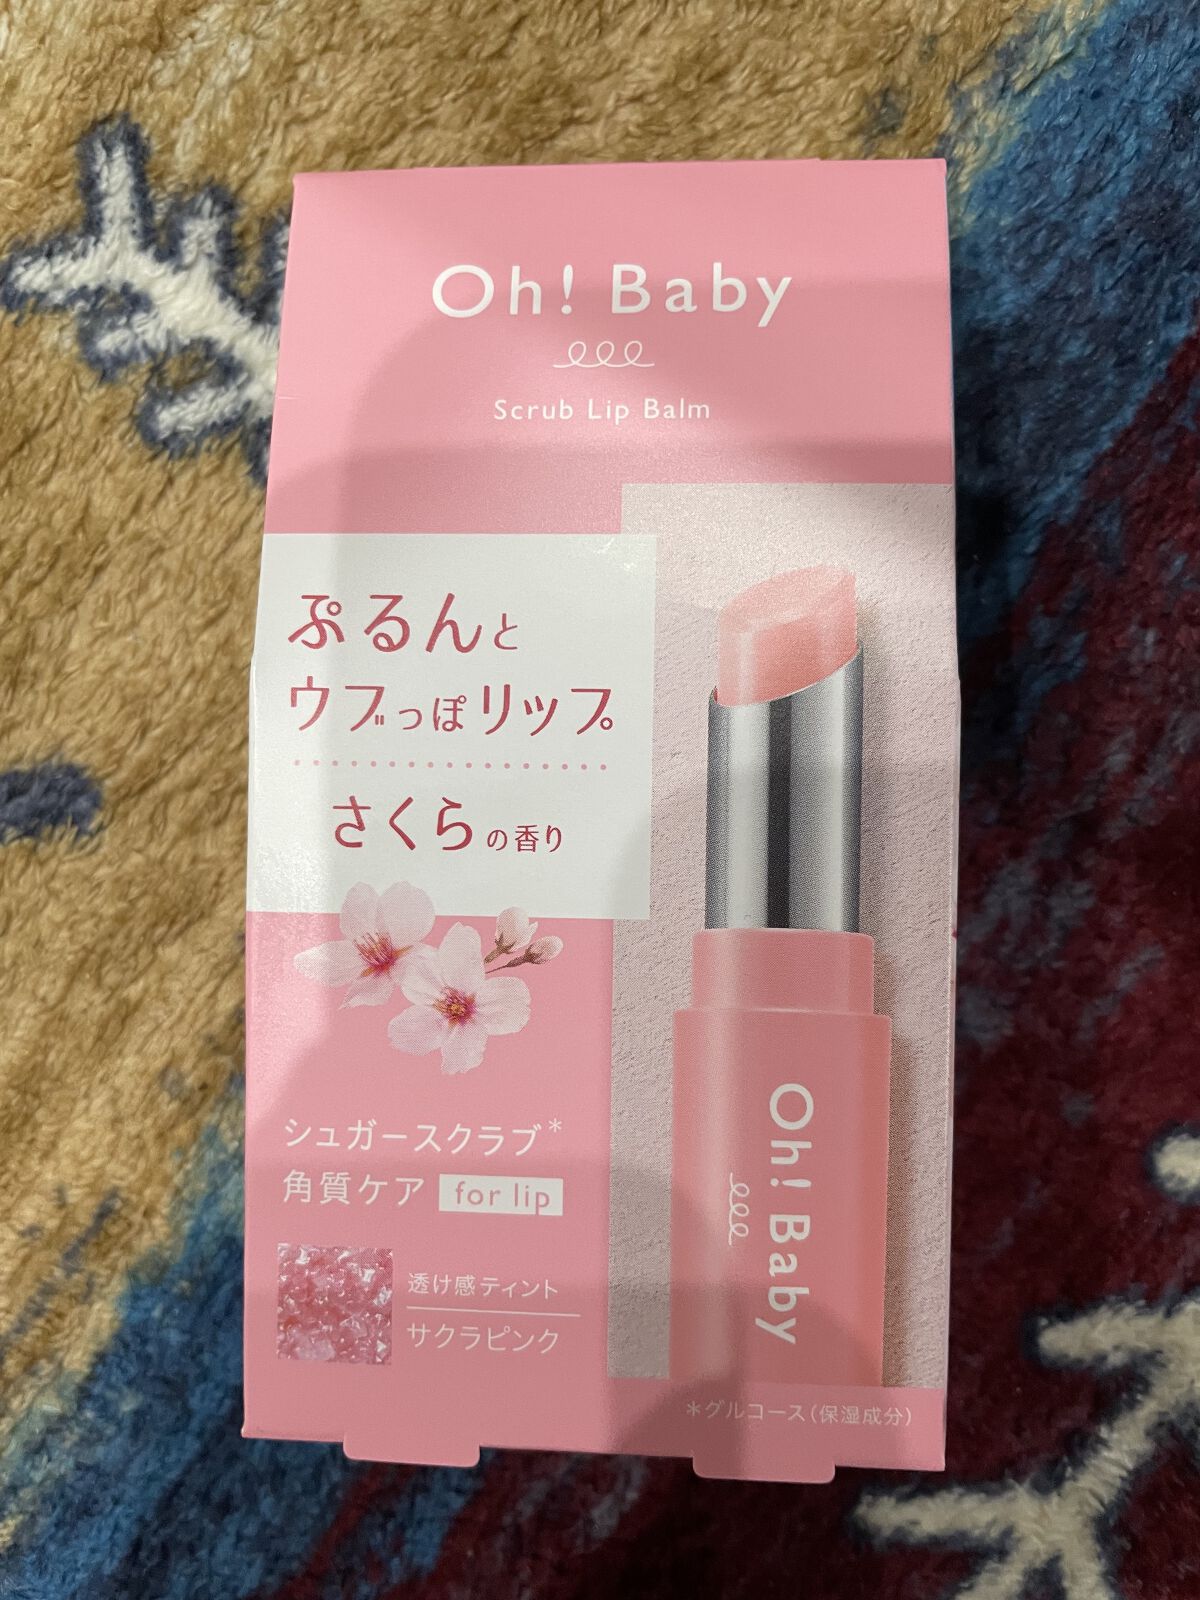 Oh! Baby
Scrub Lip Balm
ぷるんと
ウブっぽリップ
さくらの香り
シュガースクラブ*
角質ケア for lip
透け感ティント
サクラピンク
Oh! Baby
*グルコース(保湿成分)